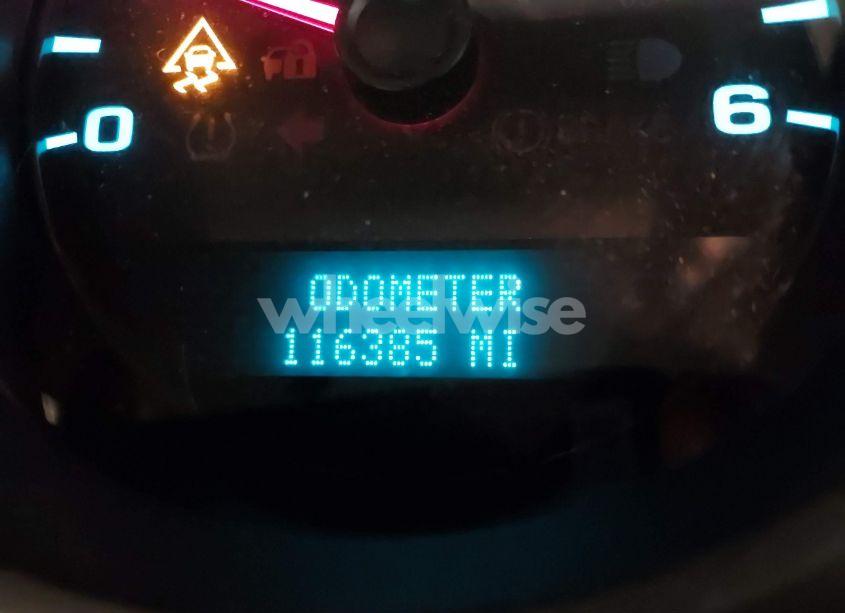 0
6
ODOMETER
wheelwise
116385 MI